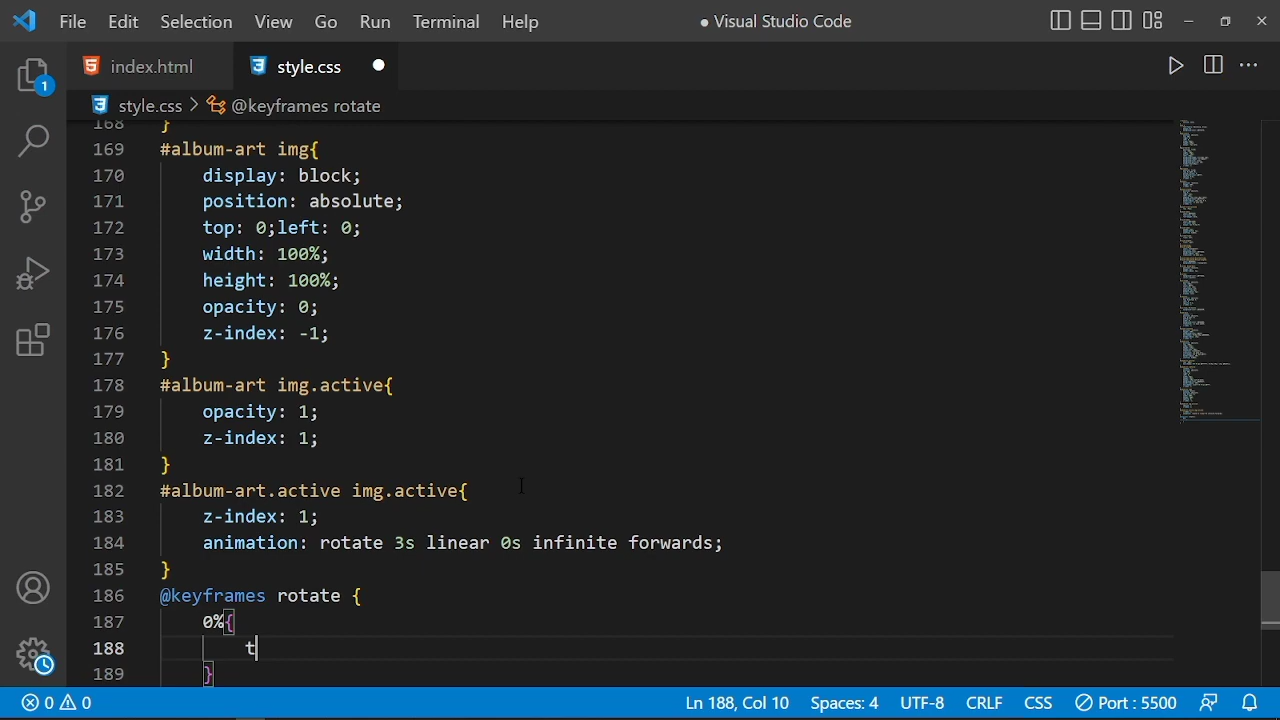 File Edit Selection View Go Run Terminal Help ● Visual Studio Code
index.html style.css ●
1 style.css > @keyframes rotate
168 }
169 #album-art img{
170 display: block;
171 position: absolute;
172 top: 0;left: 0;
173 width: 100%;
174 height: 100%;
175 opacity: 0;
176 z-index: -1;
177 }
178 #album-art img.active{
179 opacity: 1;
180 z-index: 1;
181 }
182 #album-art.active img.active{
183 z-index: 1;
184 animation: rotate 3s linear 0s infinite forwards;
185 }
186 @keyframes rotate {
187 0%{
188 t
189 }
0 0 Ln 188, Col 10 Spaces: 4 UTF-8 CRLF CSS Port : 5500